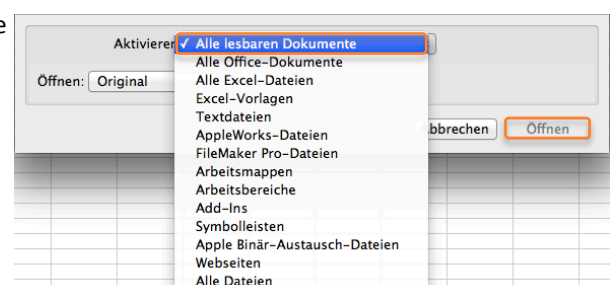 e
Aktivieren ✓ Alle lesbaren Dokumente
Alle Office-Dokumente
Öffnen: Original Alle Excel-Dateien
Excel-Vorlagen
Textdateien
bbrechen Öffnen
AppleWorks-Dateien
FileMaker Pro-Dateien
Arbeitsmappen
Arbeitsbereiche
Add-Ins
Symbolleisten
Apple Binär-Austausch-Dateien
Webseiten
Alle Dateien